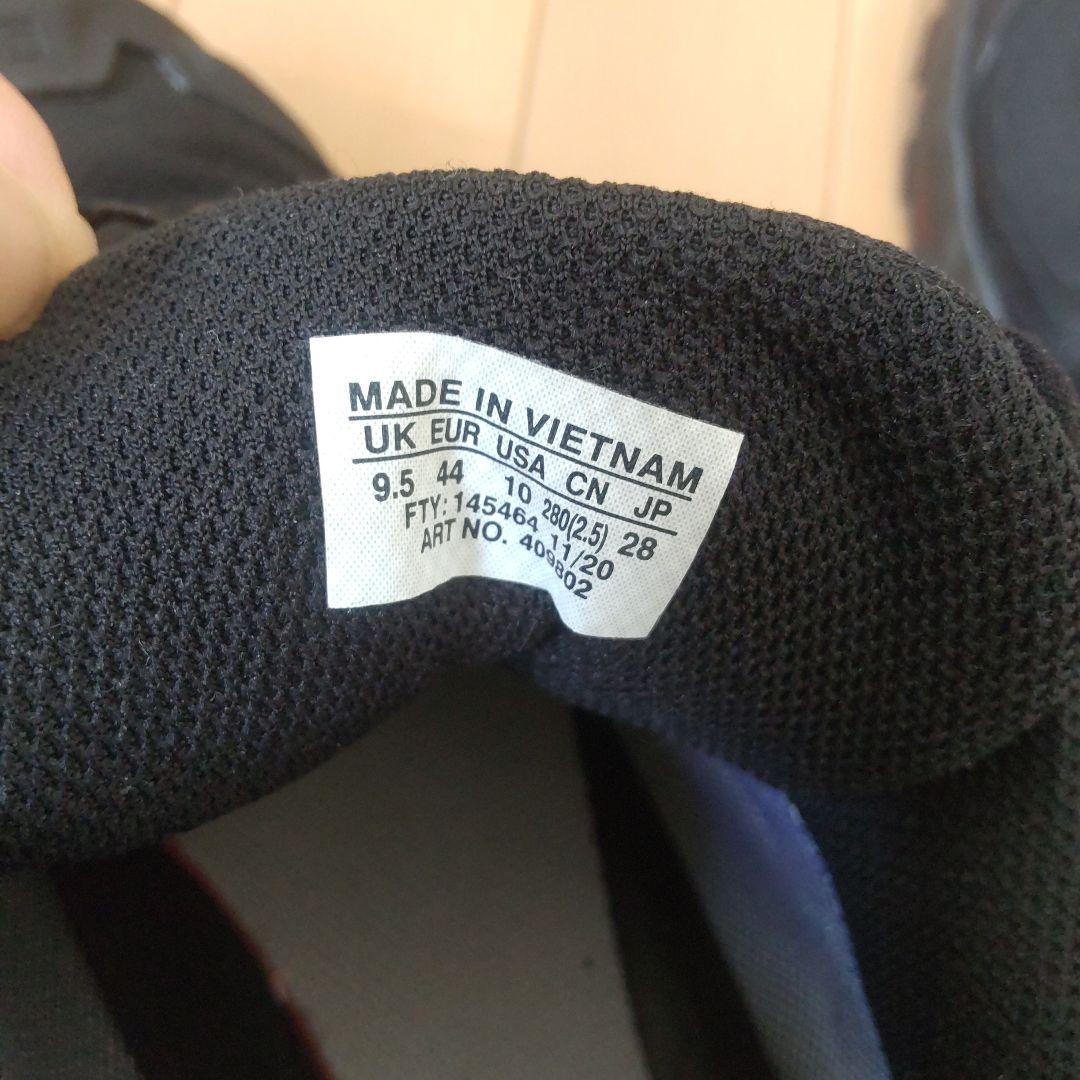 MADE IN VIETNAM
UK EUR USA CN JP
9.5 44 10 280(2.5) 28
FTY: 145464 11/20
ART NO. 409802